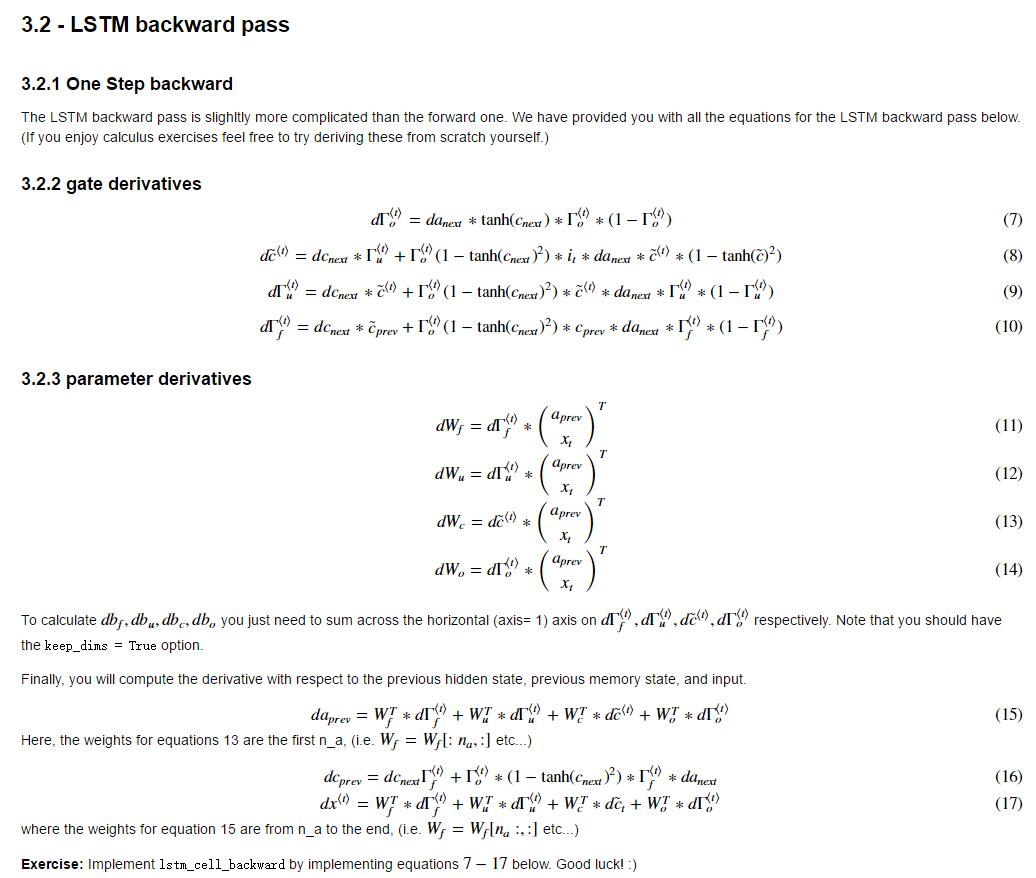 3.2 - LSTM backward pass
3.2.1 One Step backward
The LSTM backward pass is slighltly more complicated than the forward one. We have provided you with all the equations for the LSTM backward pass below.
(If you enjoy calculus exercises feel free to try deriving these from scratch yourself.)
3.2.2 gate derivatives
$d\Gamma_o^{\langle t \rangle} = da_{next} * \tanh(c_{next}) * \Gamma_o^{\langle t \rangle} * (1 - \Gamma_o^{\langle t \rangle})$ (7)
$d\tilde{c}^{\langle t \rangle} = dc_{next} * \Gamma_u^{\langle t \rangle} + \Gamma_o^{\langle t \rangle} (1 - \tanh(c_{next})^2) * i_t * da_{next} * \tilde{c}^{\langle t \rangle} * (1 - \tanh(\tilde{c})^2)$ (8)
$d\Gamma_u^{\langle t \rangle} = dc_{next} * \tilde{c}^{\langle t \rangle} + \Gamma_o^{\langle t \rangle} (1 - \tanh(c_{next})^2) * \tilde{c}^{\langle t \rangle} * da_{next} * \Gamma_u^{\langle t \rangle} * (1 - \Gamma_u^{\langle t \rangle})$ (9)
$d\Gamma_f^{\langle t \rangle} = dc_{next} * \tilde{c}_{prev} + \Gamma_o^{\langle t \rangle} (1 - \tanh(c_{next})^2) * c_{prev} * da_{next} * \Gamma_f^{\langle t \rangle} * (1 - \Gamma_f^{\langle t \rangle})$ (10)
3.2.3 parameter derivatives
$dW_f = d\Gamma_f^{\langle t \rangle} * \begin{pmatrix} a_{prev} \\ x_t \end{pmatrix}^T$ (11)
$dW_u = d\Gamma_u^{\langle t \rangle} * \begin{pmatrix} a_{prev} \\ x_t \end{pmatrix}^T$ (12)
$dW_c = d\tilde{c}^{\langle t \rangle} * \begin{pmatrix} a_{prev} \\ x_t \end{pmatrix}^T$ (13)
$dW_o = d\Gamma_o^{\langle t \rangle} * \begin{pmatrix} a_{prev} \\ x_t \end{pmatrix}^T$ (14)
To calculate $db_f, db_u, db_c, db_o$ you just need to sum across the horizontal (axis= 1) axis on $d\Gamma_f^{\langle t \rangle}, d\Gamma_u^{\langle t \rangle}, d\tilde{c}^{\langle t \rangle}, d\Gamma_o^{\langle t \rangle}$ respectively. Note that you should have
the keep_dims = True option.
Finally, you will compute the derivative with respect to the previous hidden state, previous memory state, and input.
$da_{prev} = W_f^T * d\Gamma_f^{\langle t \rangle} + W_u^T * d\Gamma_u^{\langle t \rangle} + W_c^T * d\tilde{c}^{\langle t \rangle} + W_o^T * d\Gamma_o^{\langle t \rangle}$ (15)
Here, the weights for equations 13 are the first n_a, (i.e. $W_f = W_f[: n_a, :]$ etc...)
$dc_{prev} = dc_{next} \Gamma_f^{\langle t \rangle} + \Gamma_o^{\langle t \rangle} * (1 - \tanh(c_{next})^2) * \Gamma_f^{\langle t \rangle} * da_{next}$ (16)
$dx^{\langle t \rangle} = W_f^T * d\Gamma_f^{\langle t \rangle} + W_u^T * d\Gamma_u^{\langle t \rangle} + W_c^T * d\tilde{c}_t + W_o^T * d\Gamma_o^{\langle t \rangle}$ (17)
where the weights for equation 15 are from n_a to the end, (i.e. $W_f = W_f[n_a :, :]$ etc...)
Exercise: Implement lstm_cell_backward by implementing equations 7 − 17 below. Good luck! :)